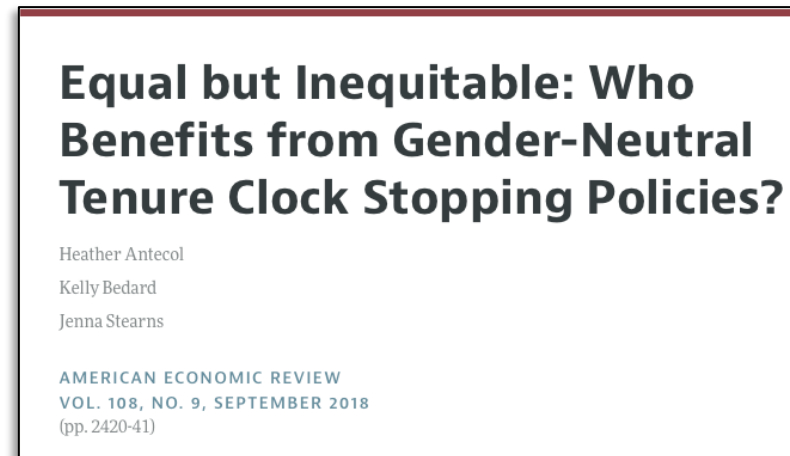 Equal but Inequitable: Who
Benefits from Gender-Neutral
Tenure Clock Stopping Policies?
Heather Antecol
Kelly Bedard
Jenna Stearns
AMERICAN ECONOMIC REVIEW
VOL. 108, NO. 9, SEPTEMBER 2018
(pp. 2420-41)